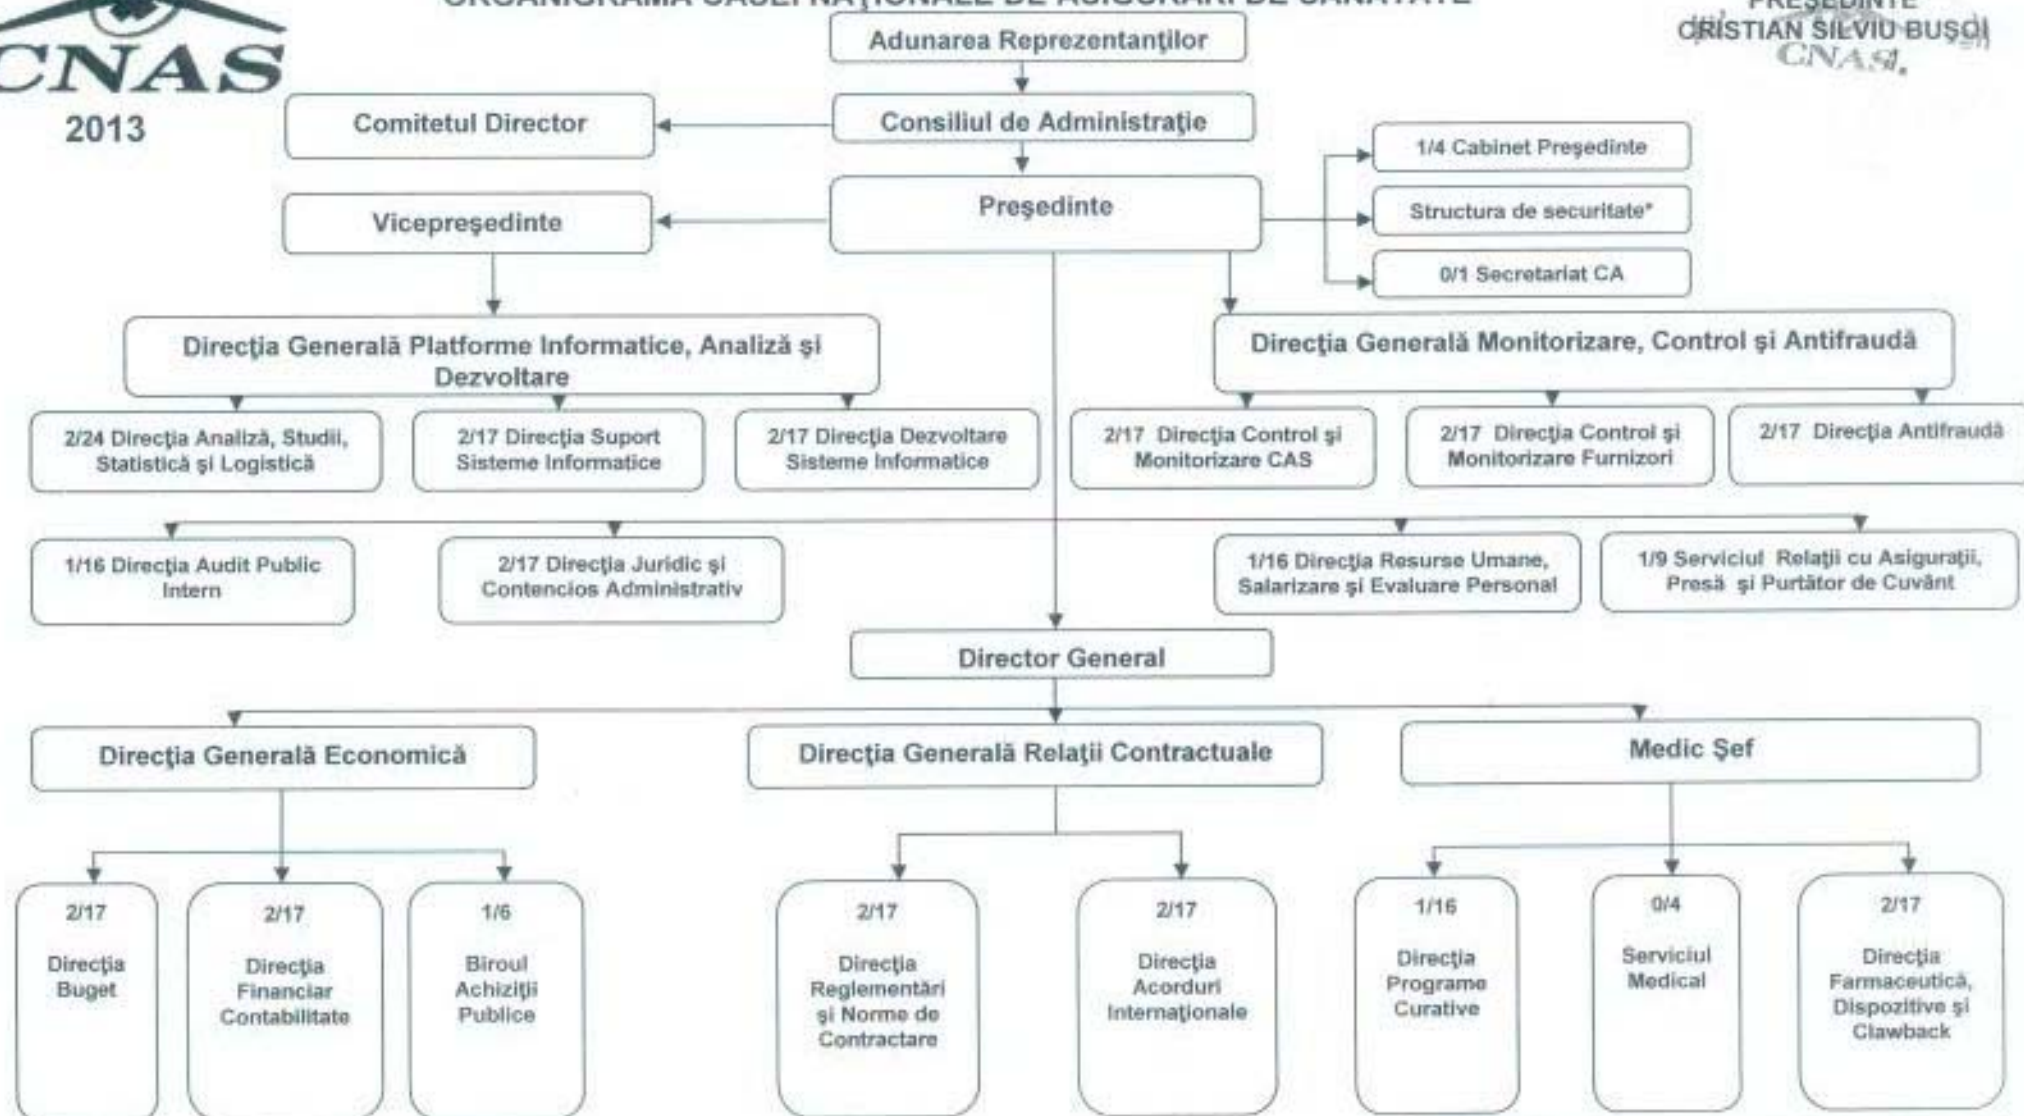 ORGANIGRAMA CASEI NAŢIONALE DE ASIGURĂRI DE SĂNĂTATE
CNAS
2013
PREŞEDINTE
CRISTIAN SILVIU BUŞOI
CNAS
Adunarea Reprezentanţilor
Comitetul Director
Consiliul de Administraţie
1/4 Cabinet Preşedinte
Vicepreşedinte
Preşedinte
Structura de securitate*
0/1 Secretariat CA
Direcţia Generală Platforme Informatice, Analiză şi
Dezvoltare
Direcţia Generală Monitorizare, Control şi Antifraudă
2/24 Direcţia Analiză, Studii,
Statistică şi Logistică
2/17 Direcţia Suport
Sisteme Informatice
2/17 Direcţia Dezvoltare
Sisteme Informatice
2/17 Direcţia Control şi
Monitorizare CAS
2/17 Direcţia Control şi
Monitorizare Furnizori
2/17 Direcţia Antifraudă
1/16 Direcţia Audit Public
Intern
2/17 Direcţia Juridic şi
Contencios Administrativ
1/16 Direcţia Resurse Umane,
Salarizare şi Evaluare Personal
1/9 Serviciul Relaţii cu Asiguraţii,
Presă şi Purtător de Cuvânt
Director General
Direcţia Generală Economică
Direcţia Generală Relaţii Contractuale
Medic Şef
2/17
Direcţia
Buget
2/17
Direcţia
Financiar
Contabilitate
1/6
Biroul
Achiziţii
Publice
2/17
Direcţia
Reglementări
şi Norme de
Contractare
2/17
Direcţia
Acorduri
Internaţionale
1/16
Direcţia
Programe
Curative
0/4
Serviciul
Medical
2/17
Direcţia
Farmaceutică,
Dispozitive şi
Clawback